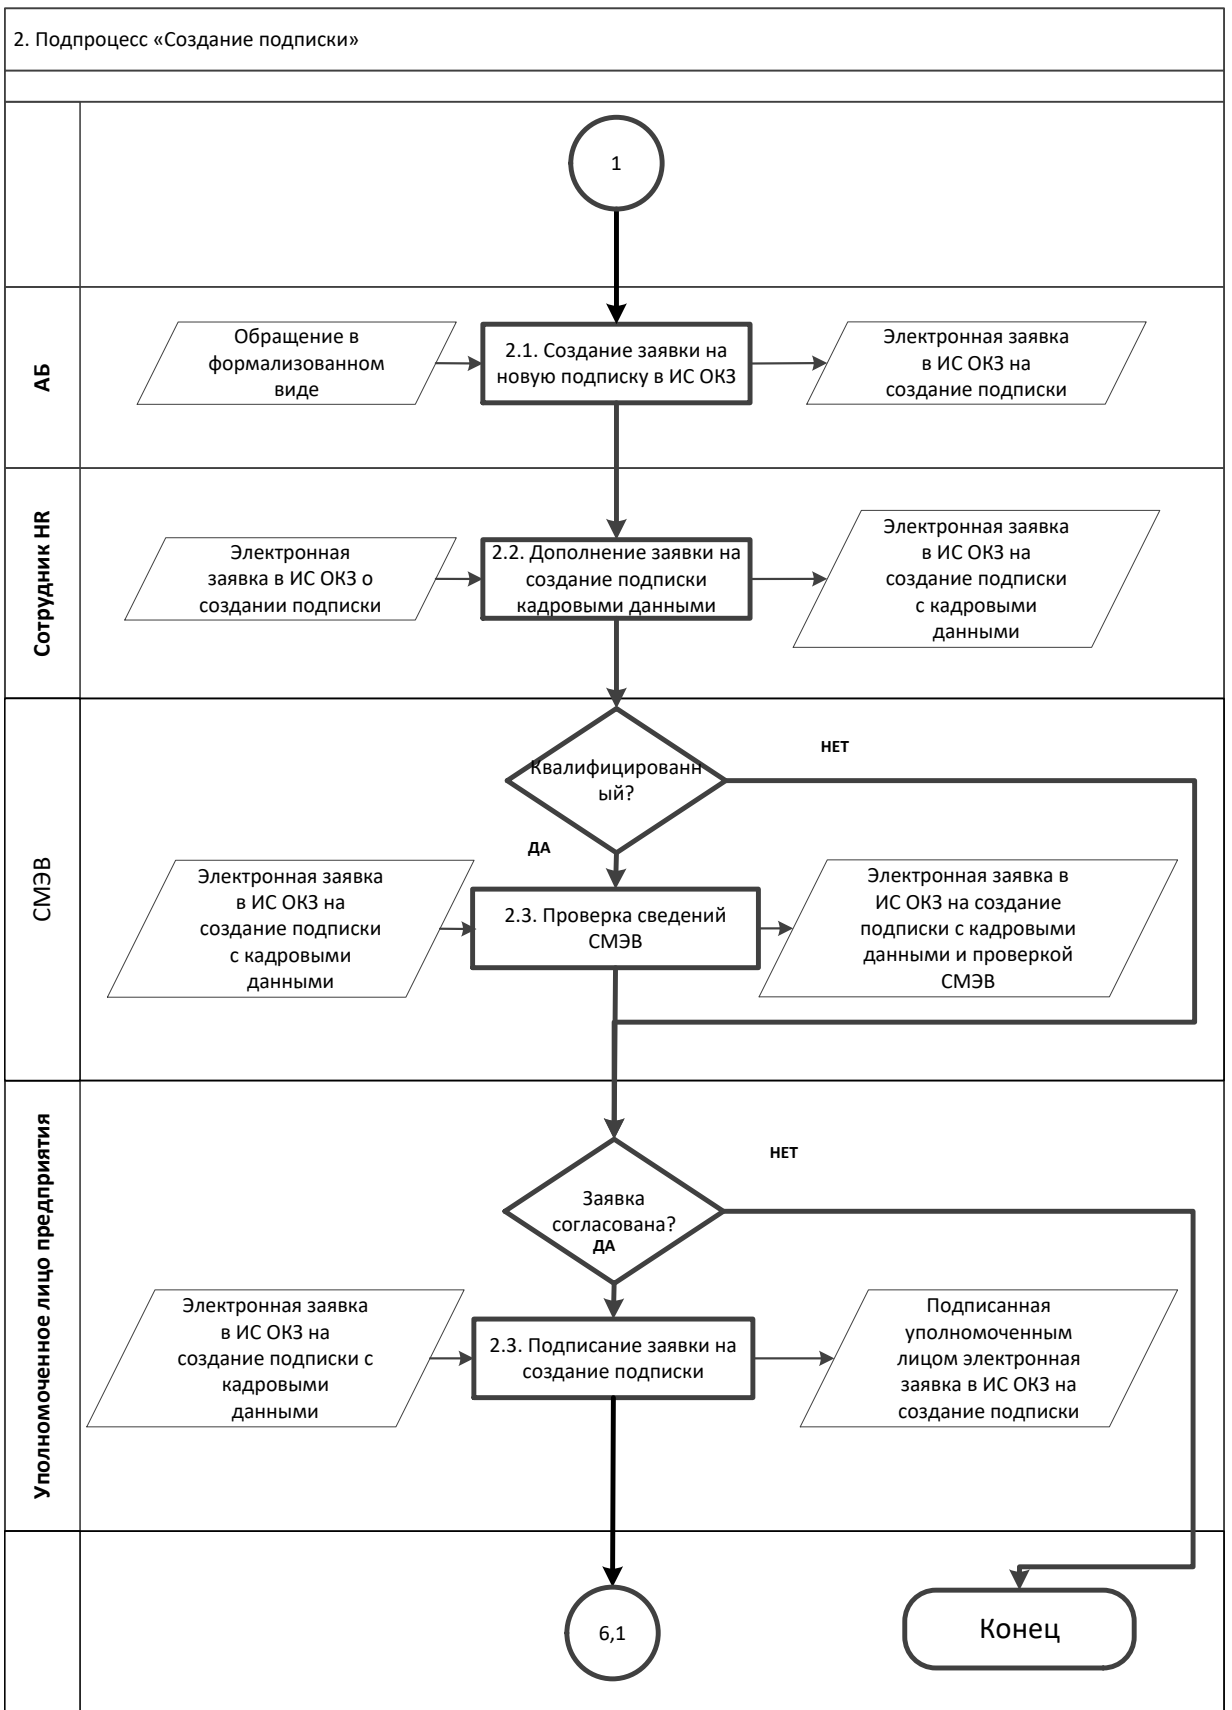 2. Подпроцесс «Создание подписки»
1
АБ
Обращение в
формализованном
виде
2.1. Создание заявки на
новую подписку в ИС ОКЗ
Электронная заявка
в ИС ОКЗ на
создание подписки
Сотрудник HR
Электронная
заявка в ИС ОКЗ о
создании подписки
2.2. Дополнение заявки на
создание подписки
кадровыми данными
Электронная заявка
в ИС ОКЗ на
создание подписки
с кадровыми
данными
СМЭВ
Квалифицированн
ый?
НЕТ
ДА
Электронная заявка
в ИС ОКЗ на
создание подписки
с кадровыми
данными
2.3. Проверка сведений
СМЭВ
Электронная заявка в
ИС ОКЗ на создание
подписки с кадровыми
данными и проверкой
СМЭВ
Уполномоченное лицо предприятия
Заявка
согласована?
НЕТ
ДА
Электронная заявка
в ИС ОКЗ на
создание подписки с
кадровыми
данными
2.3. Подписание заявки на
создание подписки
Подписанная
уполномоченным
лицом электронная
заявка в ИС ОКЗ на
создание подписки
6,1
Конец